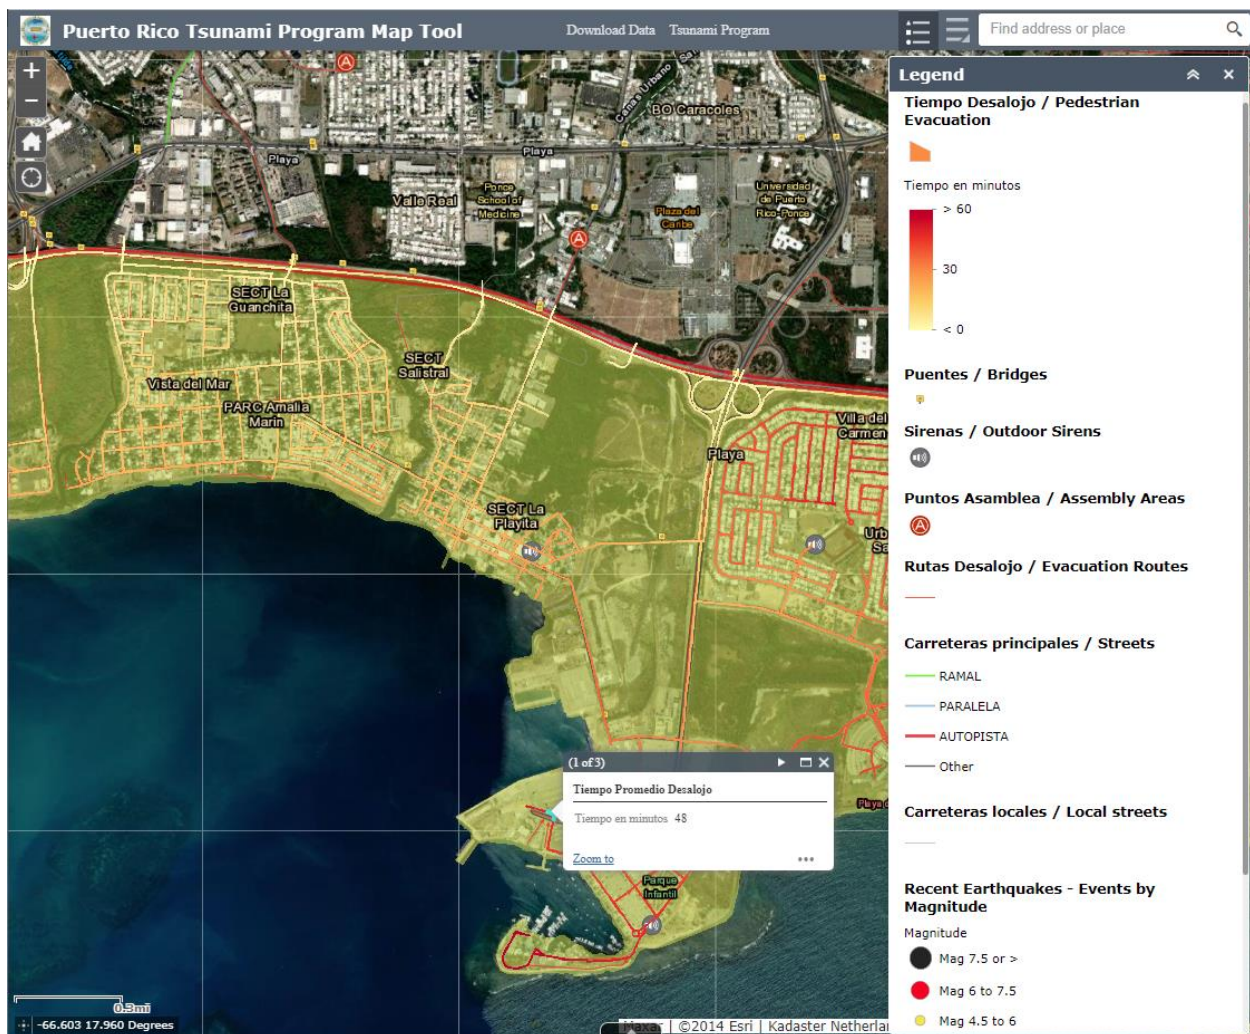 Puerto Rico Tsunami Program Map Tool
Download Data
Tsunami Program
Find address or place
Legend
Tiempo Desalojo / Pedestrian
Evacuation
Tiempo en minutos
> 60
30
< 0
Puentes / Bridges
Sirenas / Outdoor Sirens
Puntos Asamblea / Assembly Areas
A
Rutas Desalojo / Evacuation Routes
Carreteras principales / Streets
RAMAL
PARALELA
AUTOPISTA
Other
Carreteras locales / Local streets
Recent Earthquakes - Events by
Magnitude
Magnitude
Mag 7.5 or >
Mag 6 to 7.5
Mag 4.5 to 6
A
BO Caracoles
Playa
Playa
Valle Real
Ponce
School of
Medicine
Plaza del
Caribe
Universidad
de Puerto
Rico-Ponce
A
SECT La
Guanchita
SECT
Salistral
Vista del Mar
PARC Amalia
Marin
Villa del
Carmen
Playa
SECT La
Playita
(1 of 3)
Tiempo Promedio Desalojo
Tiempo en minutos 48
Zoom to
Parque
Infantil
0.3mi
-66.603 17.960 Degrees
Maxar | ©2014 Esri | Kadaster Netherla